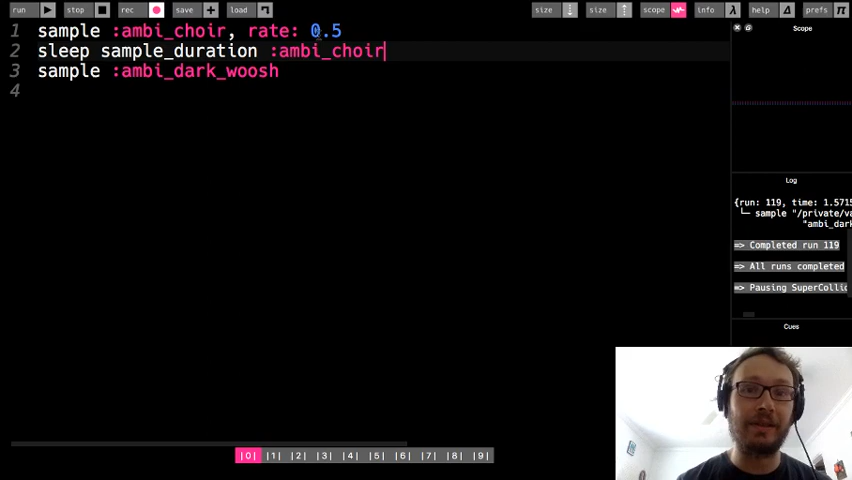 run
stop
rec
save
load
size
size
scope
info λ
help Δ
prefs π
Scope
1 sample :ambi_choir, rate: 0.5
2 sleep sample_duration :ambi_choir
3 sample :ambi_dark_woosh
4
Log
{run: 119, time: 1.5715
└─ sample "/private/va
"ambi_dark
=> Completed run 119
=> All runs completed
=> Pausing SuperCollid
Cues
|0| |1| |2| |3| |4| |5| |6| |7| |8| |9|